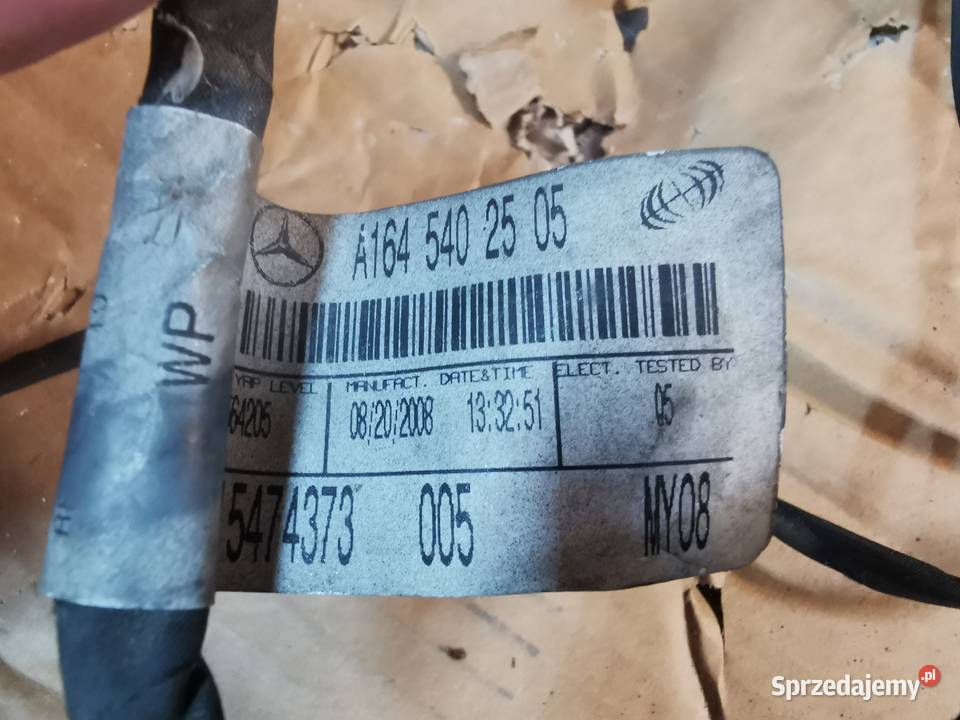 A164 540 25 05
WP
YAP LEVEL MANUFACT. DATE&TIME ELECT. TESTED BY
64205 08/20/2008 13:32:51 05
5474373 005 MY08
Sprzedajemy.pl